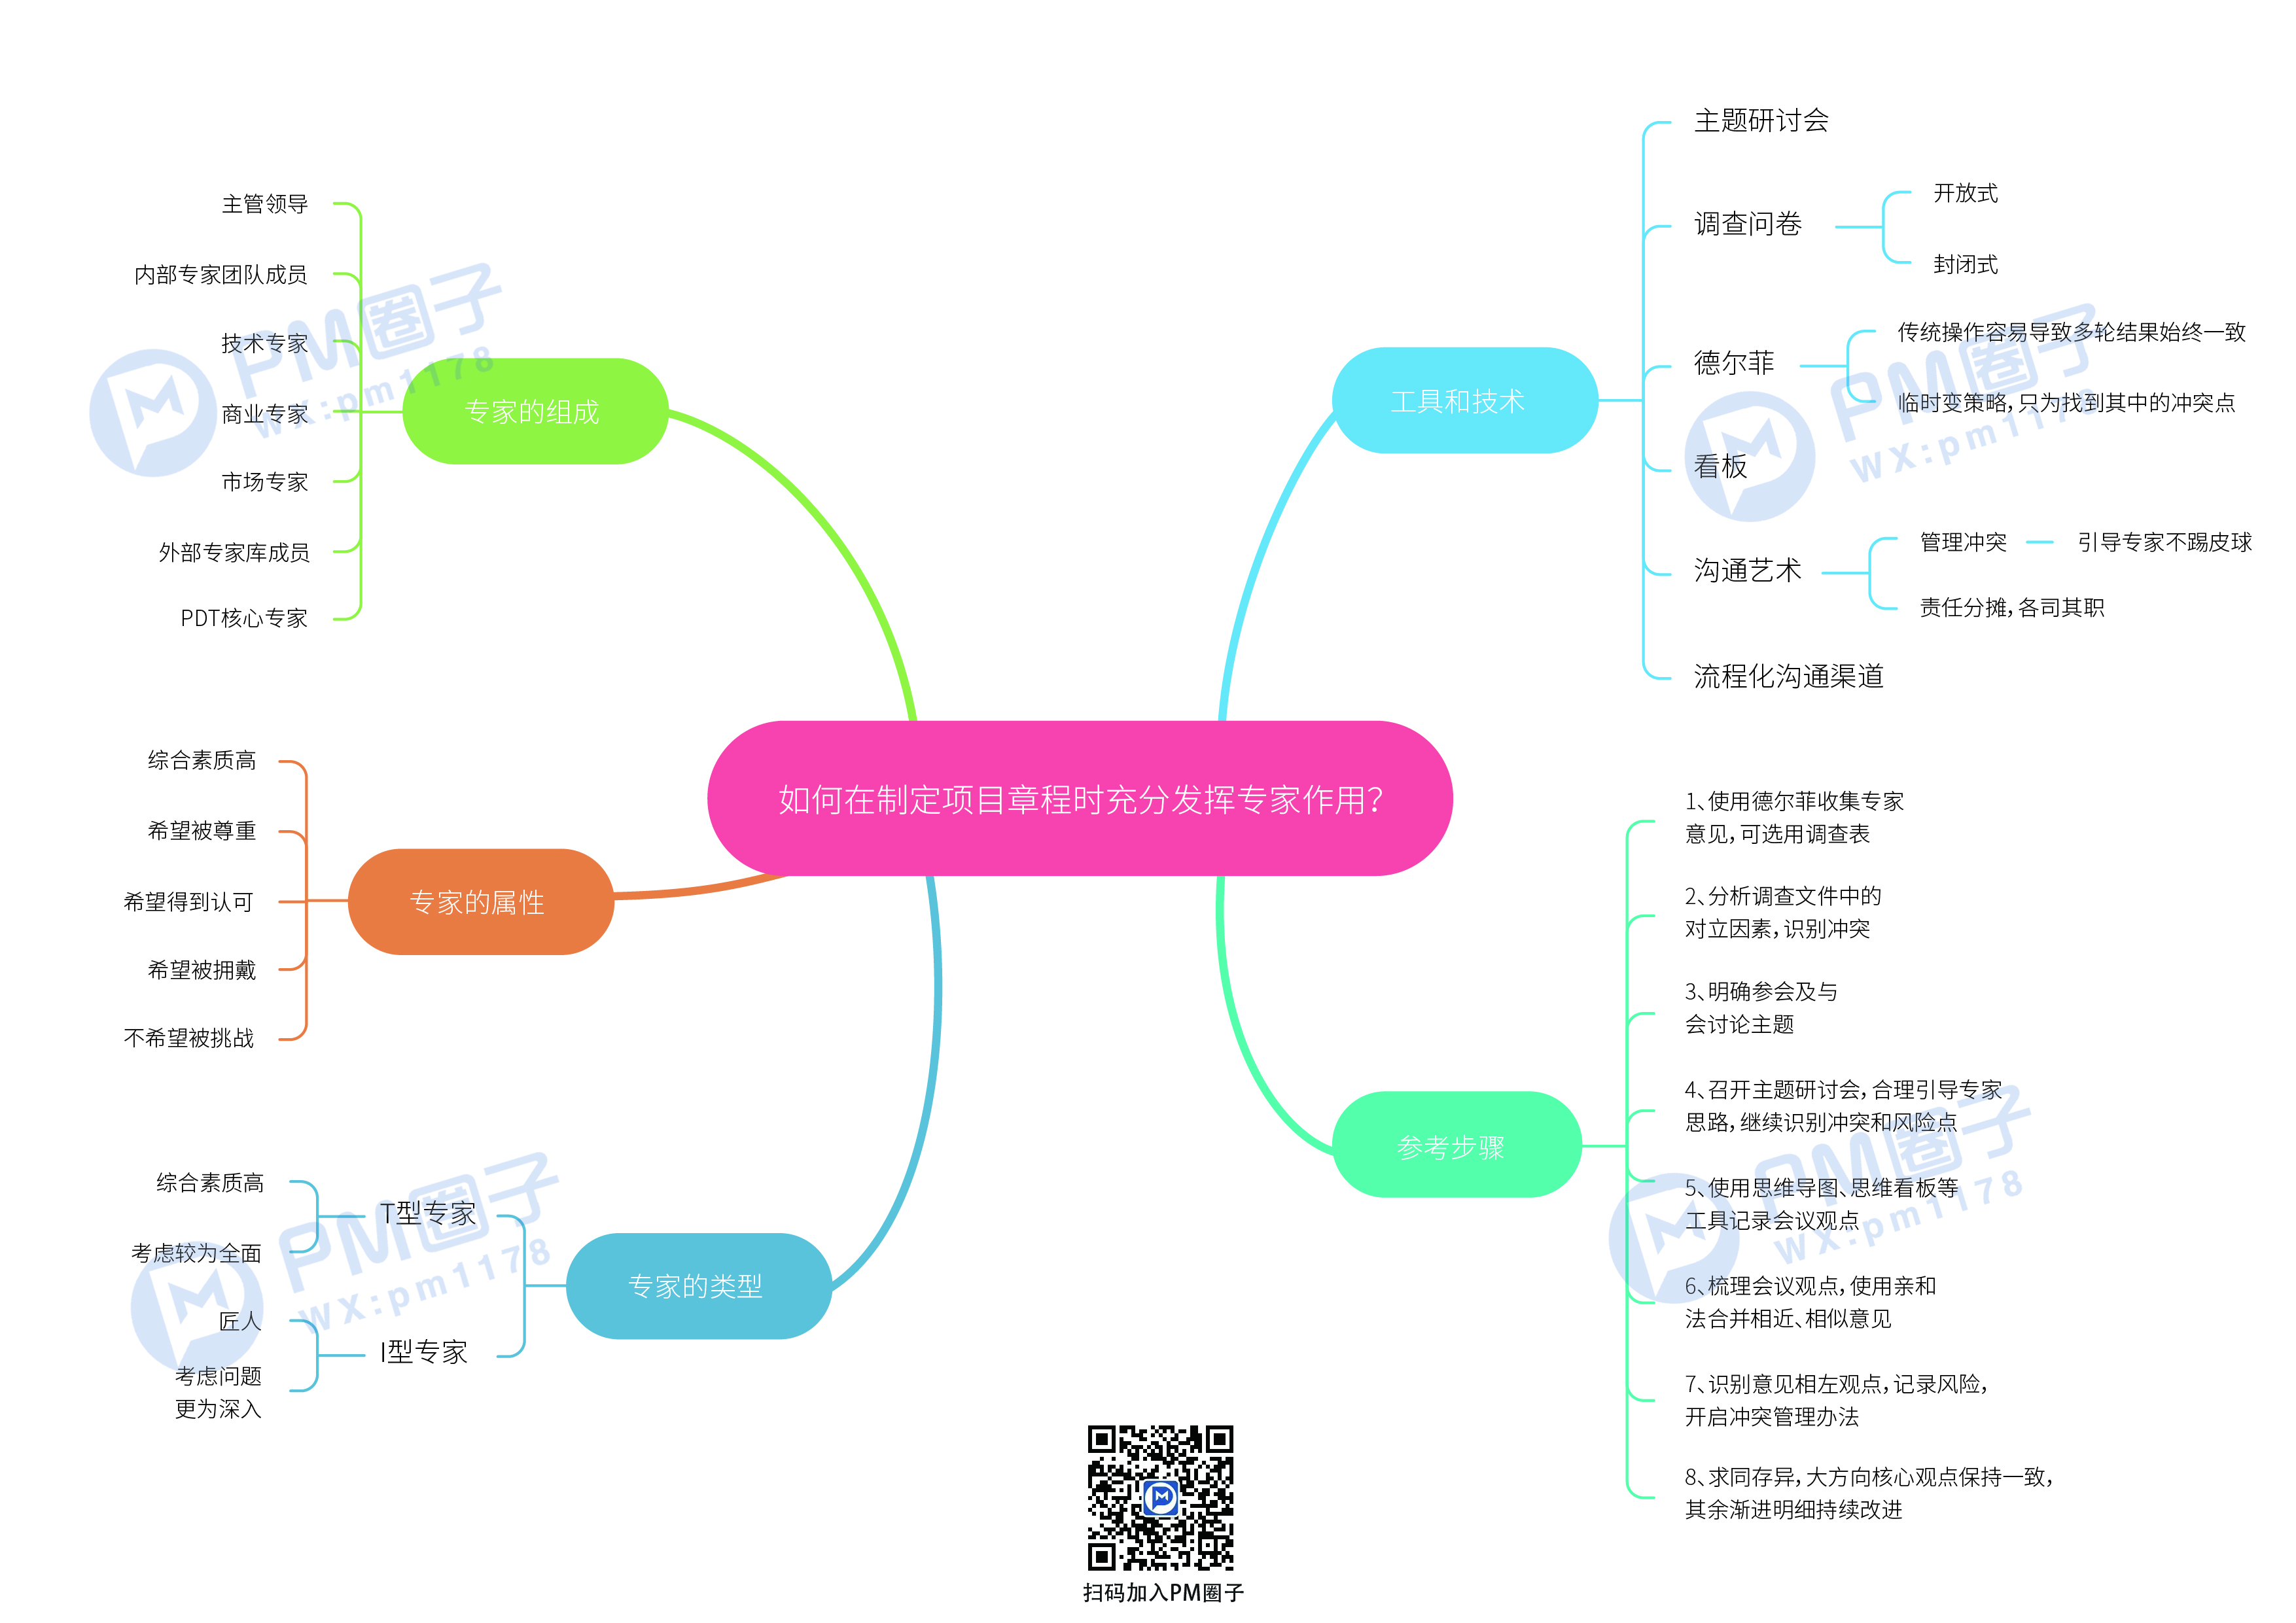 如何在制定项目章程时充分发挥专家作用?
专家的组成
主管领导
内部专家团队成员
技术专家
商业专家
市场专家
外部专家库成员
PDT核心专家
专家的属性
综合素质高
希望被尊重
希望得到认可
希望被拥戴
不希望被挑战
专家的类型
T型专家
综合素质高
考虑较为全面
I型专家
匠人
考虑问题
更为深入
工具和技术
主题研讨会
调查问卷
开放式
封闭式
德尔菲
传统操作容易导致多轮结果始终一致
临时变策略,只为找到其中的冲突点
看板
沟通艺术
管理冲突
引导专家不踢皮球
责任分摊,各司其职
流程化沟通渠道
参考步骤
1、使用德尔菲收集专家
意见,可选用调查表
2、分析调查文件中的
对立因素,识别冲突
3、明确参会及与
会讨论主题
4、召开主题研讨会,合理引导专家
思路,继续识别冲突和风险点
5、使用思维导图、思维看板等
工具记录会议观点
6、梳理会议观点,使用亲和
法合并相近、相似意见
7、识别意见相左观点,记录风险,
开启冲突管理办法
8、求同存异,大方向核心观点保持一致,
其余渐进明细持续改进
扫码加入PM圈子
PM圈子
WX:pm1178
PM圈子
WX:pm1178
PM圈子
WX:pm1178
PM圈子
WX:pm1178